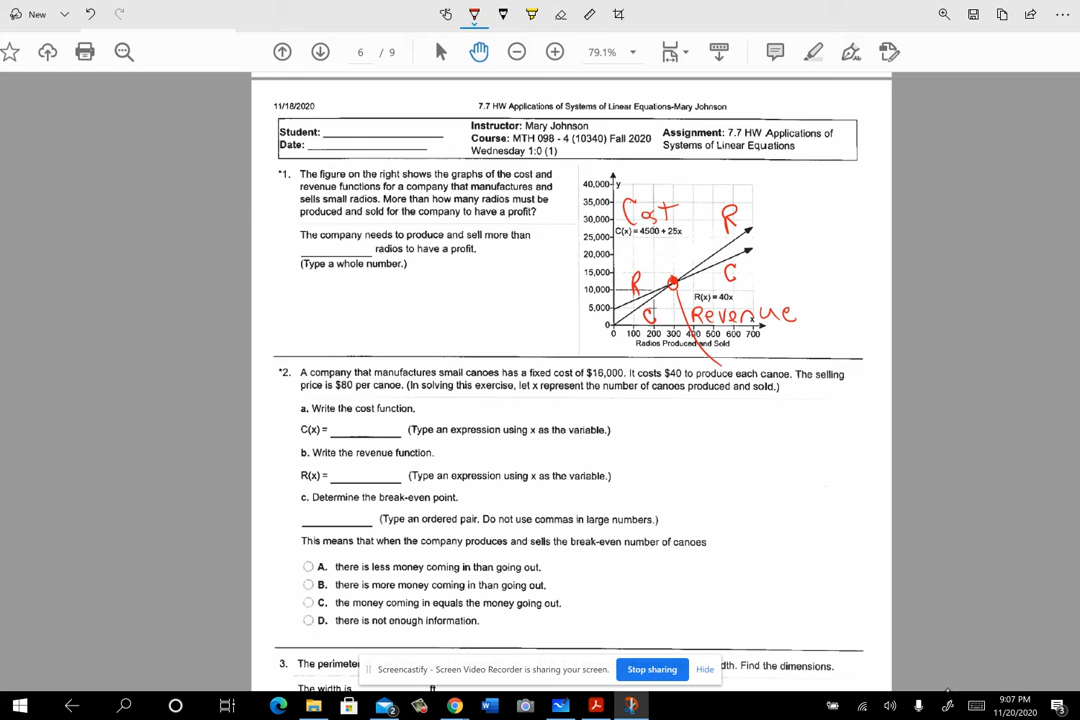 New
6 / 9
79.1%
11/18/2020
7.7 HW Applications of Systems of Linear Equations-Mary Johnson
Student: ____________________
Date: ____________________
Instructor: Mary Johnson
Course: MTH 098 - 4 (10340) Fall 2020
Wednesday 1:0 (1)
Assignment: 7.7 HW Applications of
Systems of Linear Equations
*1. The figure on the right shows the graphs of the cost and
revenue functions for a company that manufactures and
sells small radios. More than how many radios must be
produced and sold for the company to have a profit?
The company needs to produce and sell more than
____________ radios to have a profit.
(Type a whole number.)
40,000 y
35,000
30,000
25,000
20,000
15,000
10,000
5,000
0
Cost
C(x) = 4500 + 25x
R
C
R
C
R(x) = 40x
Revenue
x
0 100 200 300 400 500 600 700
Radios Produced and Sold
*2. A company that manufactures small canoes has a fixed cost of $16,000. It costs $40 to produce each canoe. The selling
price is $80 per canoe. (In solving this exercise, let x represent the number of canoes produced and sold.)
a. Write the cost function.
C(x) = ____________ (Type an expression using x as the variable.)
b. Write the revenue function.
R(x) = ____________ (Type an expression using x as the variable.)
c. Determine the break-even point.
____________ (Type an ordered pair. Do not use commas in large numbers.)
This means that when the company produces and sells the break-even number of canoes
A. there is less money coming in than going out.
B. there is more money coming in than going out.
C. the money coming in equals the money going out.
D. there is not enough information.
3. The perimete
dth. Find the dimensions.
The width is ft
Screencastify - Screen Video Recorder is sharing your screen.
Stop sharing
Hide
2
9:07 PM
11/20/2020
3